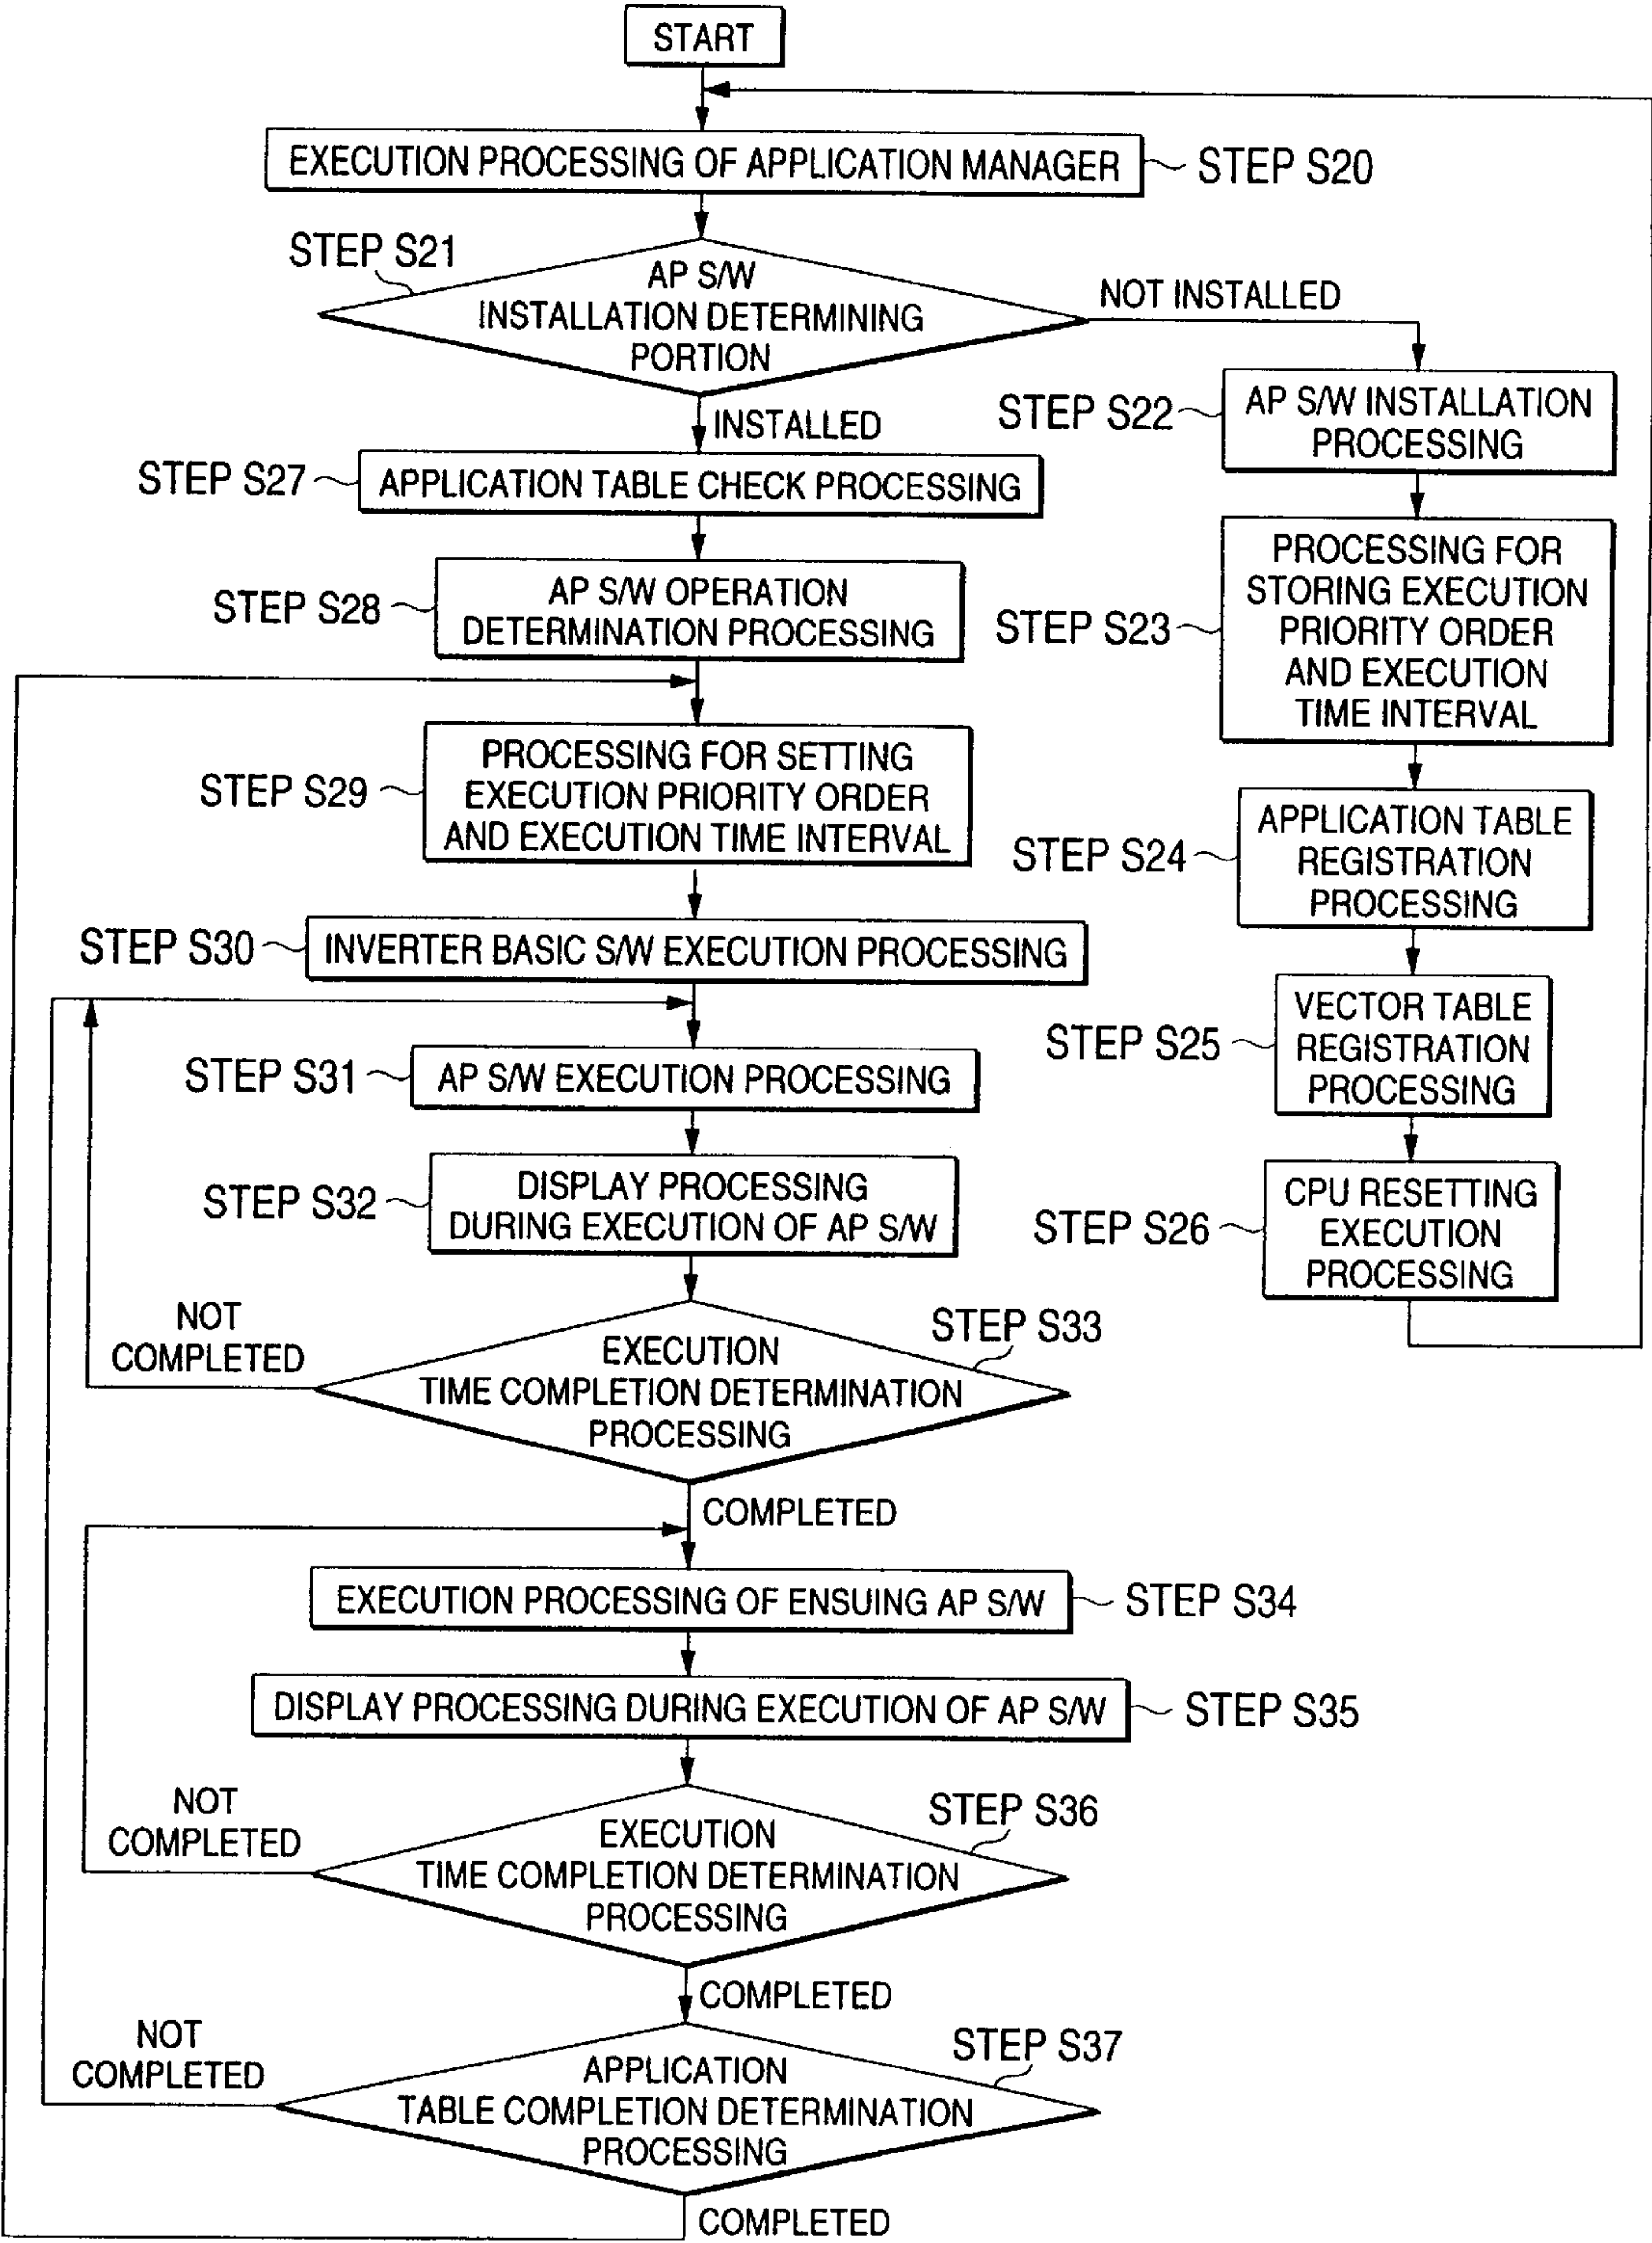 START
EXECUTION PROCESSING OF APPLICATION MANAGER
STEP S20
STEP S21
AP S/W
INSTALLATION DETERMINING
PORTION
NOT INSTALLED
INSTALLED
STEP S22
AP S/W INSTALLATION
PROCESSING
STEP S23
PROCESSING FOR
STORING EXECUTION
PRIORITY ORDER
AND EXECUTION
TIME INTERVAL
STEP S24
APPLICATION TABLE
REGISTRATION
PROCESSING
STEP S25
VECTOR TABLE
REGISTRATION
PROCESSING
STEP S26
CPU RESETTING
EXECUTION
PROCESSING
STEP S27
APPLICATION TABLE CHECK PROCESSING
STEP S28
AP S/W OPERATION
DETERMINATION PROCESSING
STEP S29
PROCESSING FOR SETTING
EXECUTION PRIORITY ORDER
AND EXECUTION TIME INTERVAL
STEP S30
INVERTER BASIC S/W EXECUTION PROCESSING
STEP S31
AP S/W EXECUTION PROCESSING
STEP S32
DISPLAY PROCESSING
DURING EXECUTION OF AP S/W
STEP S33
EXECUTION
TIME COMPLETION DETERMINATION
PROCESSING
NOT
COMPLETED
COMPLETED
EXECUTION PROCESSING OF ENSUING AP S/W
STEP S34
DISPLAY PROCESSING DURING EXECUTION OF AP S/W
STEP S35
STEP S36
EXECUTION
TIME COMPLETION DETERMINATION
PROCESSING
NOT
COMPLETED
COMPLETED
STEP S37
APPLICATION
TABLE COMPLETION DETERMINATION
PROCESSING
NOT
COMPLETED
COMPLETED